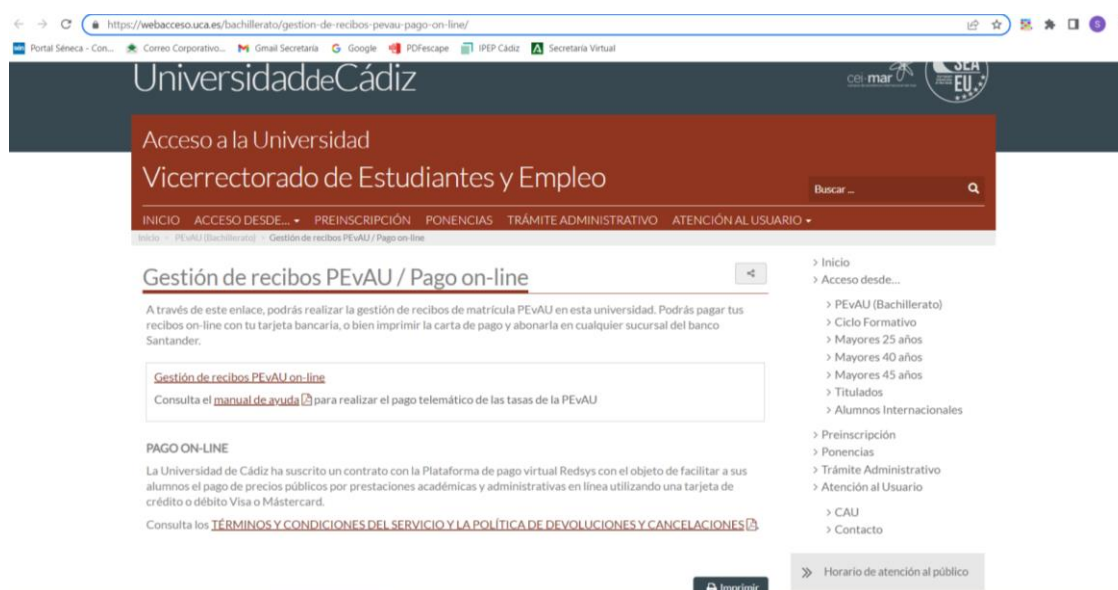 https://webacceso.uca.es/bachillerato/gestion-de-recibos-pevau-pago-on-line/
Portal Séneca - Con... Correo Corporativo... Gmail Secretaría Google PDFescape IPEP Cádiz Secretaría Virtual
UniversidaddeCádiz
cei·mar
SEA
EU
Acceso a la Universidad
Vicerrectorado de Estudiantes y Empleo
Buscar ...
INICIO ACCESO DESDE... PREINSCRIPCIÓN PONENCIAS TRÁMITE ADMINISTRATIVO ATENCIÓN AL USUARIO
Inicio > PEvAU (Bachillerato) > Gestión de recibos PEvAU / Pago on-line
Gestión de recibos PEvAU / Pago on-line
A través de este enlace, podrás realizar la gestión de recibos de matrícula PEvAU en esta universidad. Podrás pagar tus
recibos on-line con tu tarjeta bancaria, o bien imprimir la carta de pago y abonarla en cualquier sucursal del banco
Santander.
Gestión de recibos PEvAU on-line
Consulta el manual de ayuda para realizar el pago telemático de las tasas de la PEvAU
PAGO ON-LINE
La Universidad de Cádiz ha suscrito un contrato con la Plataforma de pago virtual Redsys con el objeto de facilitar a sus
alumnos el pago de precios públicos por prestaciones académicas y administrativas en línea utilizando una tarjeta de
crédito o débito Visa o Mástercard.
Consulta los TÉRMINOS Y CONDICIONES DEL SERVICIO Y LA POLÍTICA DE DEVOLUCIONES Y CANCELACIONES.
Imprimir
> Inicio
> Acceso desde...
> PEvAU (Bachillerato)
> Ciclo Formativo
> Mayores 25 años
> Mayores 40 años
> Mayores 45 años
> Titulados
> Alumnos Internacionales
> Preinscripción
> Ponencias
> Trámite Administrativo
> Atención al Usuario
> CAU
> Contacto
Horario de atención al público